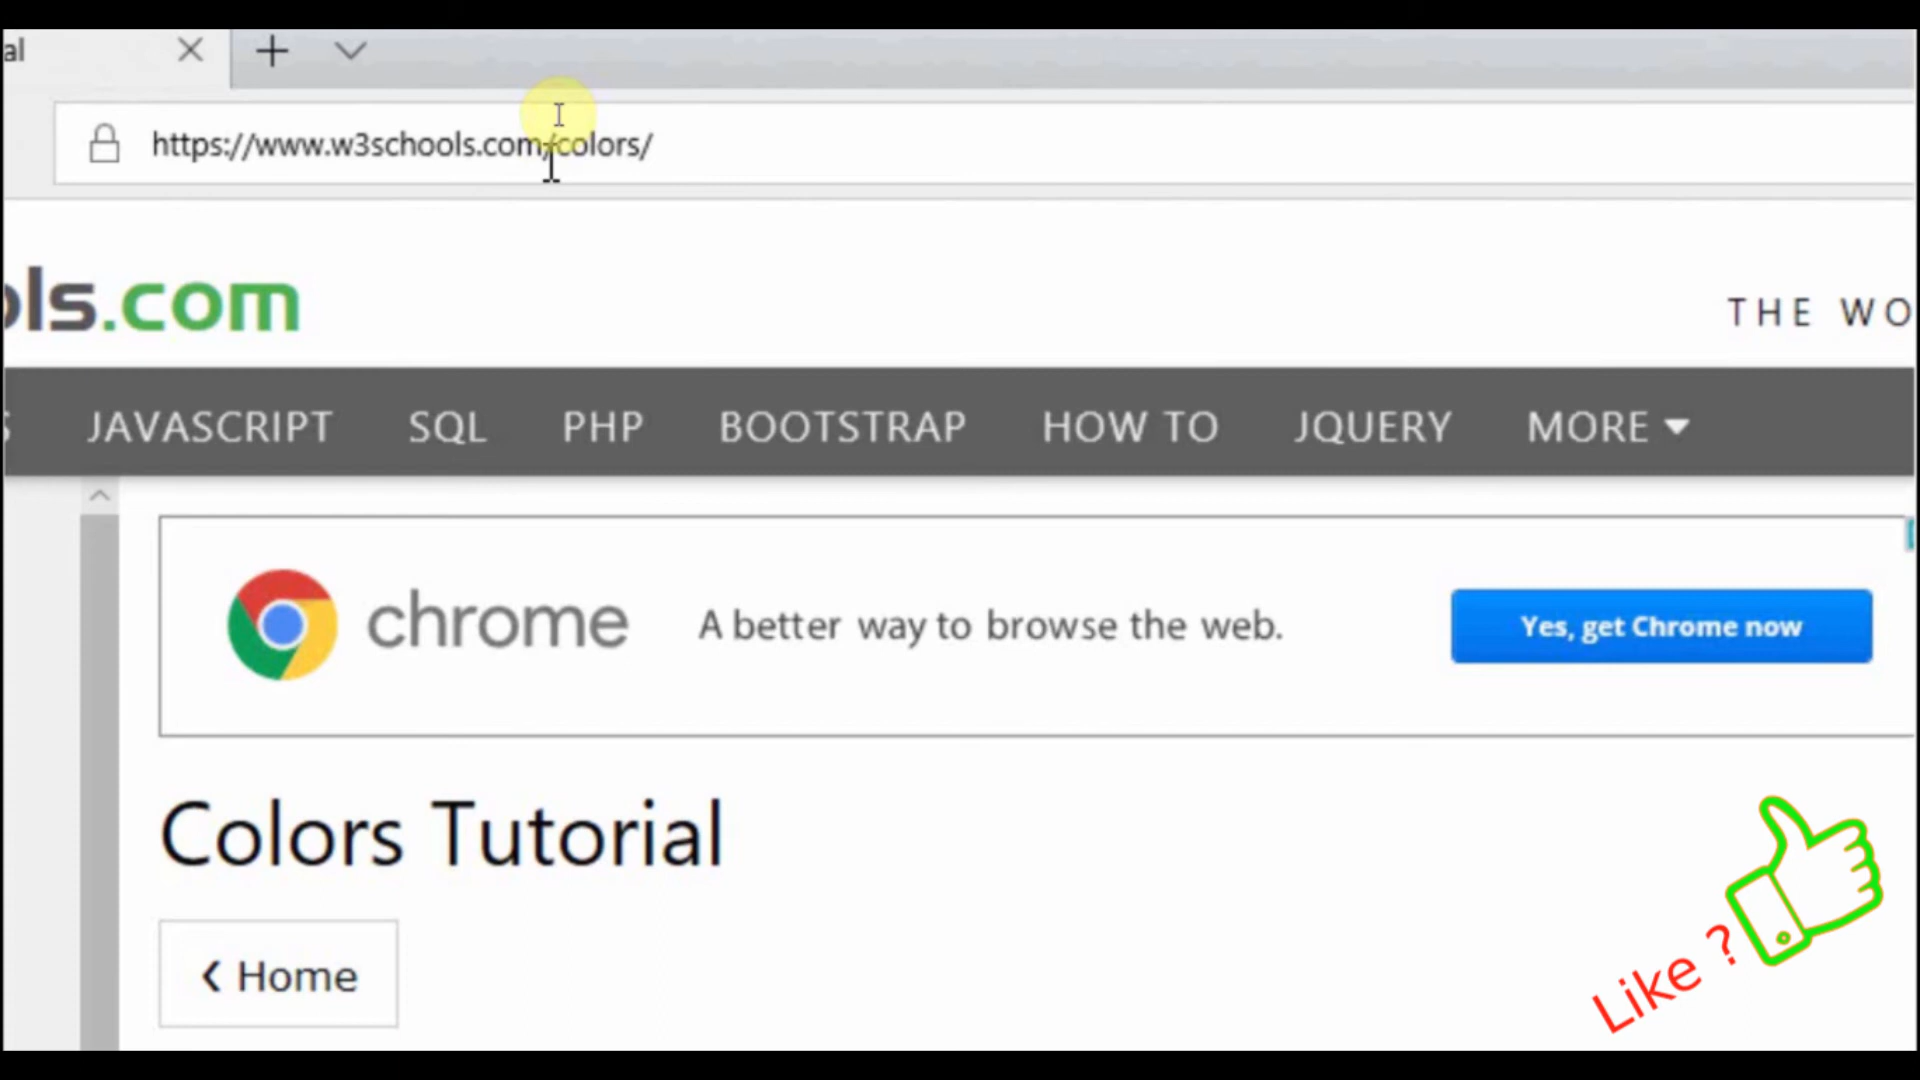 al
https://www.w3schools.com/colors/
ols.com
THE WO
S JAVASCRIPT SQL PHP BOOTSTRAP HOW TO JQUERY MORE
chrome A better way to browse the web. Yes, get Chrome now
Colors Tutorial
❮ Home
Like ?